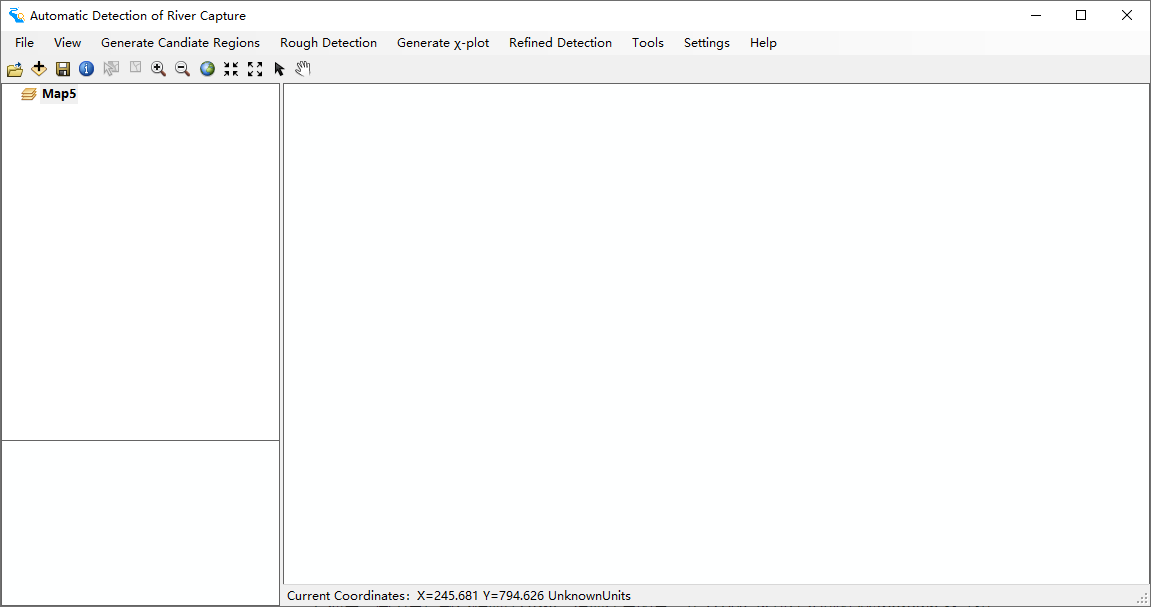 Automatic Detection of River Capture
File View Generate Candiate Regions Rough Detection Generate χ-plot Refined Detection Tools Settings Help
Map5
Current Coordinates: X=245.681 Y=794.626 UnknownUnits